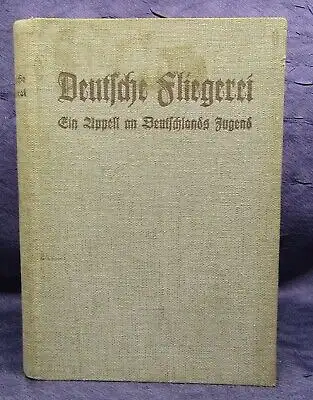 Deutsche Fliegerei
Ein Appell an Deutschlands Jugend